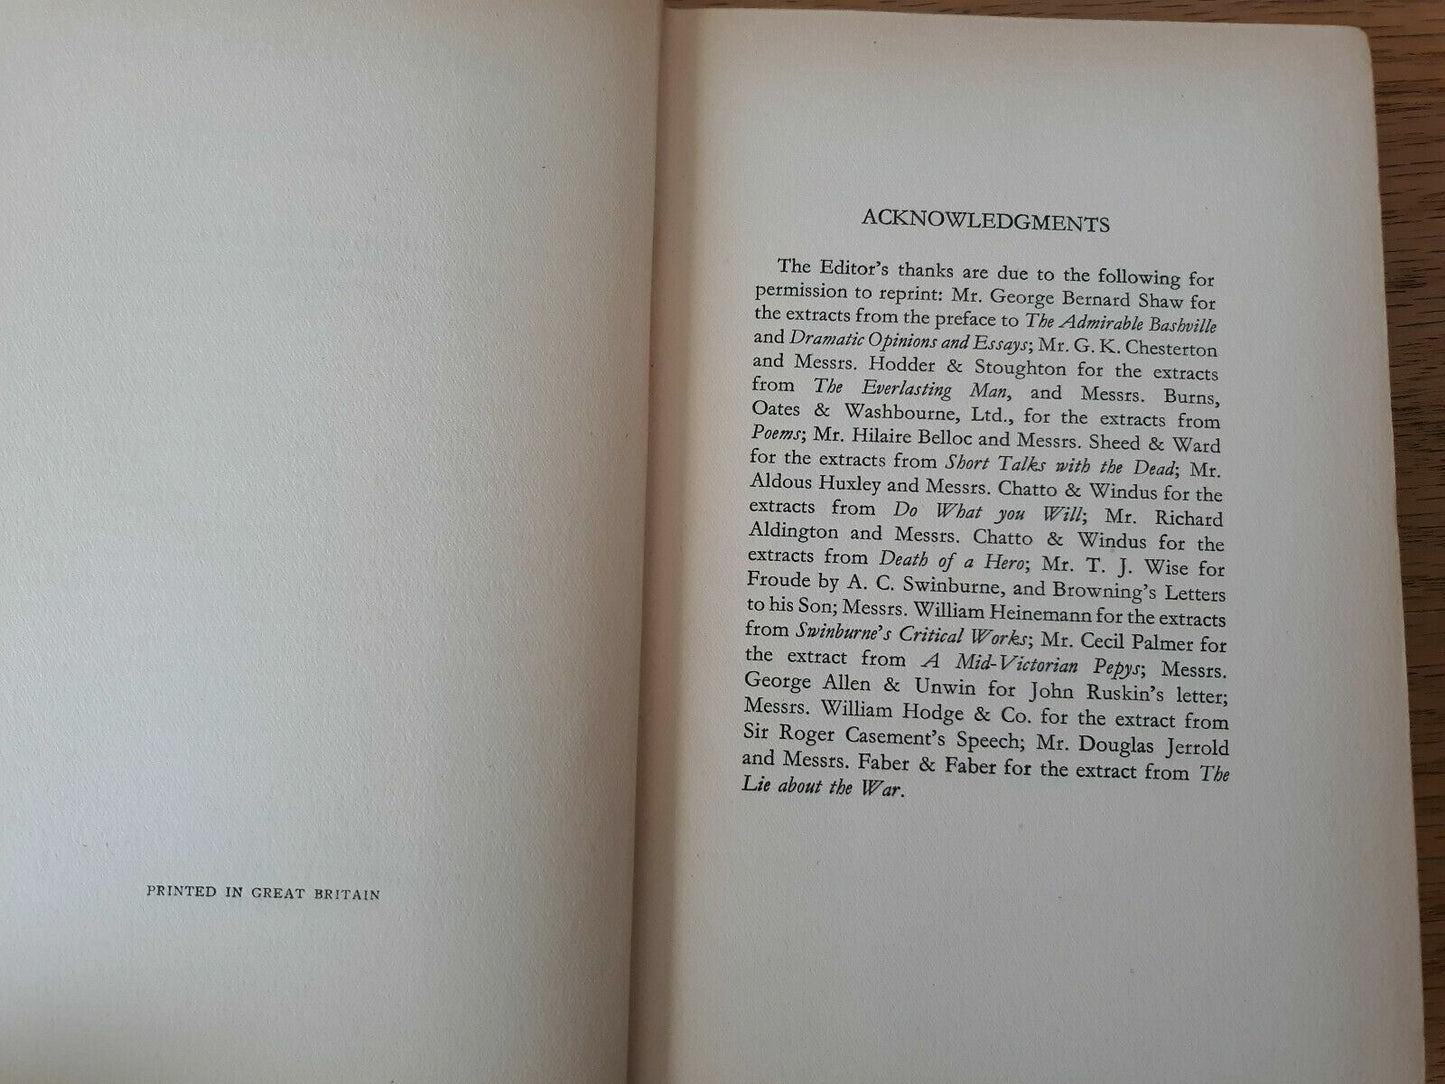 PRINTED IN GREAT BRITAIN
ACKNOWLEDGMENTS
The Editor's thanks are due to the following for
permission to reprint: Mr. George Bernard Shaw for
the extracts from the preface to The Admirable Bashville
and Dramatic Opinions and Essays; Mr. G. K. Chesterton
and Messrs. Hodder & Stoughton for the extracts
from The Everlasting Man, and Messrs. Burns,
Oates & Washbourne, Ltd., for the extracts from
Poems; Mr. Hilaire Belloc and Messrs. Sheed & Ward
for the extracts from Short Talks with the Dead; Mr.
Aldous Huxley and Messrs. Chatto & Windus for the
extracts from Do What you Will; Mr. Richard
Aldington and Messrs. Chatto & Windus for the
extracts from Death of a Hero; Mr. T. J. Wise for
Froude by A. C. Swinburne, and Browning's Letters
to his Son; Messrs. William Heinemann for the extracts
from Swinburne's Critical Works; Mr. Cecil Palmer for
the extract from A Mid-Victorian Pepys; Messrs.
George Allen & Unwin for John Ruskin's letter;
Messrs. William Hodge & Co. for the extract from
Sir Roger Casement's Speech; Mr. Douglas Jerrold
and Messrs. Faber & Faber for the extract from The
Lie about the War.